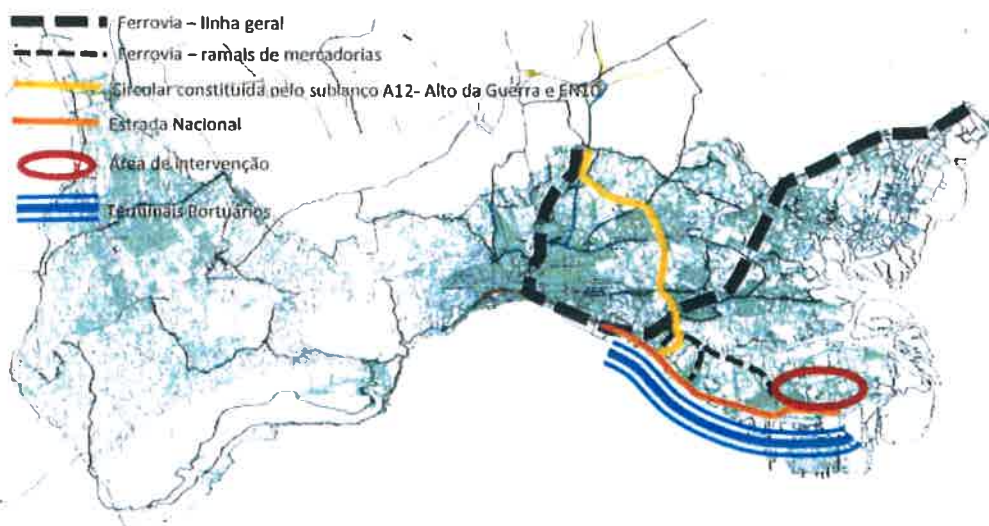 Ferrovia – linha geral
Ferrovia – ramais de mercadorias
Circular constituída pelo sublanço A12- Alto da Guerra e EN10
Estrada Nacional
Área de intervenção
Terminais Portuários